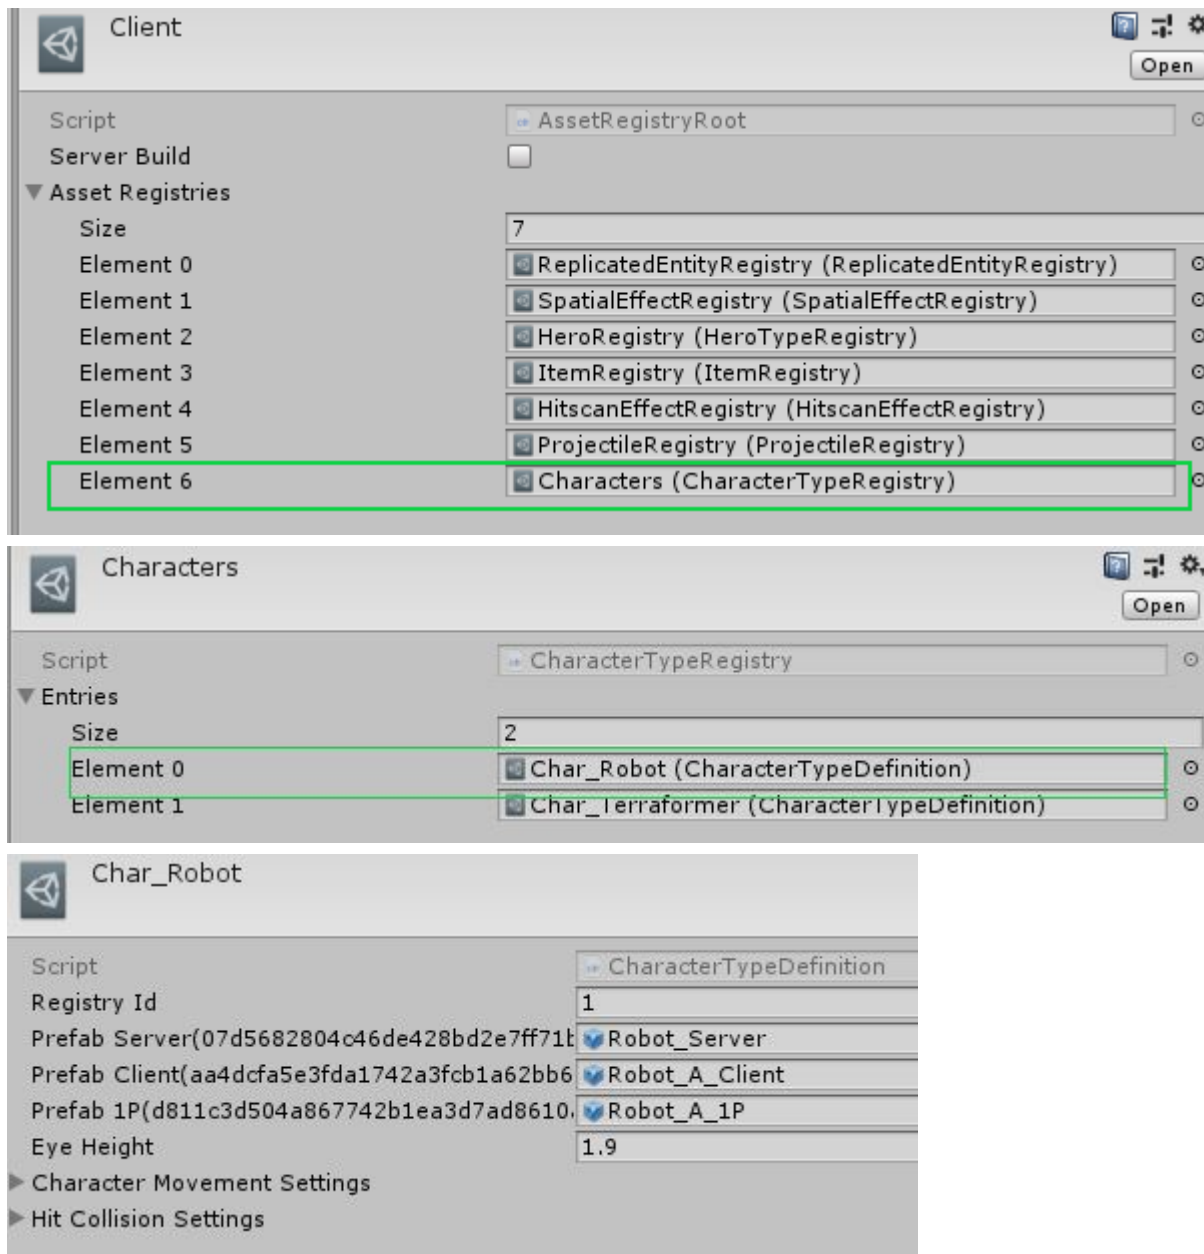 Client
Open
Script AssetRegistryRoot
Server Build
Asset Registries
Size 7
Element 0 ReplicatedEntityRegistry (ReplicatedEntityRegistry)
Element 1 SpatialEffectRegistry (SpatialEffectRegistry)
Element 2 HeroRegistry (HeroTypeRegistry)
Element 3 ItemRegistry (ItemRegistry)
Element 4 HitscanEffectRegistry (HitscanEffectRegistry)
Element 5 ProjectileRegistry (ProjectileRegistry)
Element 6 Characters (CharacterTypeRegistry)
Characters
Open
Script CharacterTypeRegistry
Entries
Size 2
Element 0 Char_Robot (CharacterTypeDefinition)
Element 1 Char_Terraformer (CharacterTypeDefinition)
Char_Robot
Script CharacterTypeDefinition
Registry Id 1
Prefab Server(07d5682804c46de428bd2e7ff71b Robot_Server
Prefab Client(aa4dcfa5e3fda1742a3fcb1a62bb6 Robot_A_Client
Prefab 1P(d811c3d504a867742b1ea3d7ad8610 Robot_A_1P
Eye Height 1.9
Character Movement Settings
Hit Collision Settings